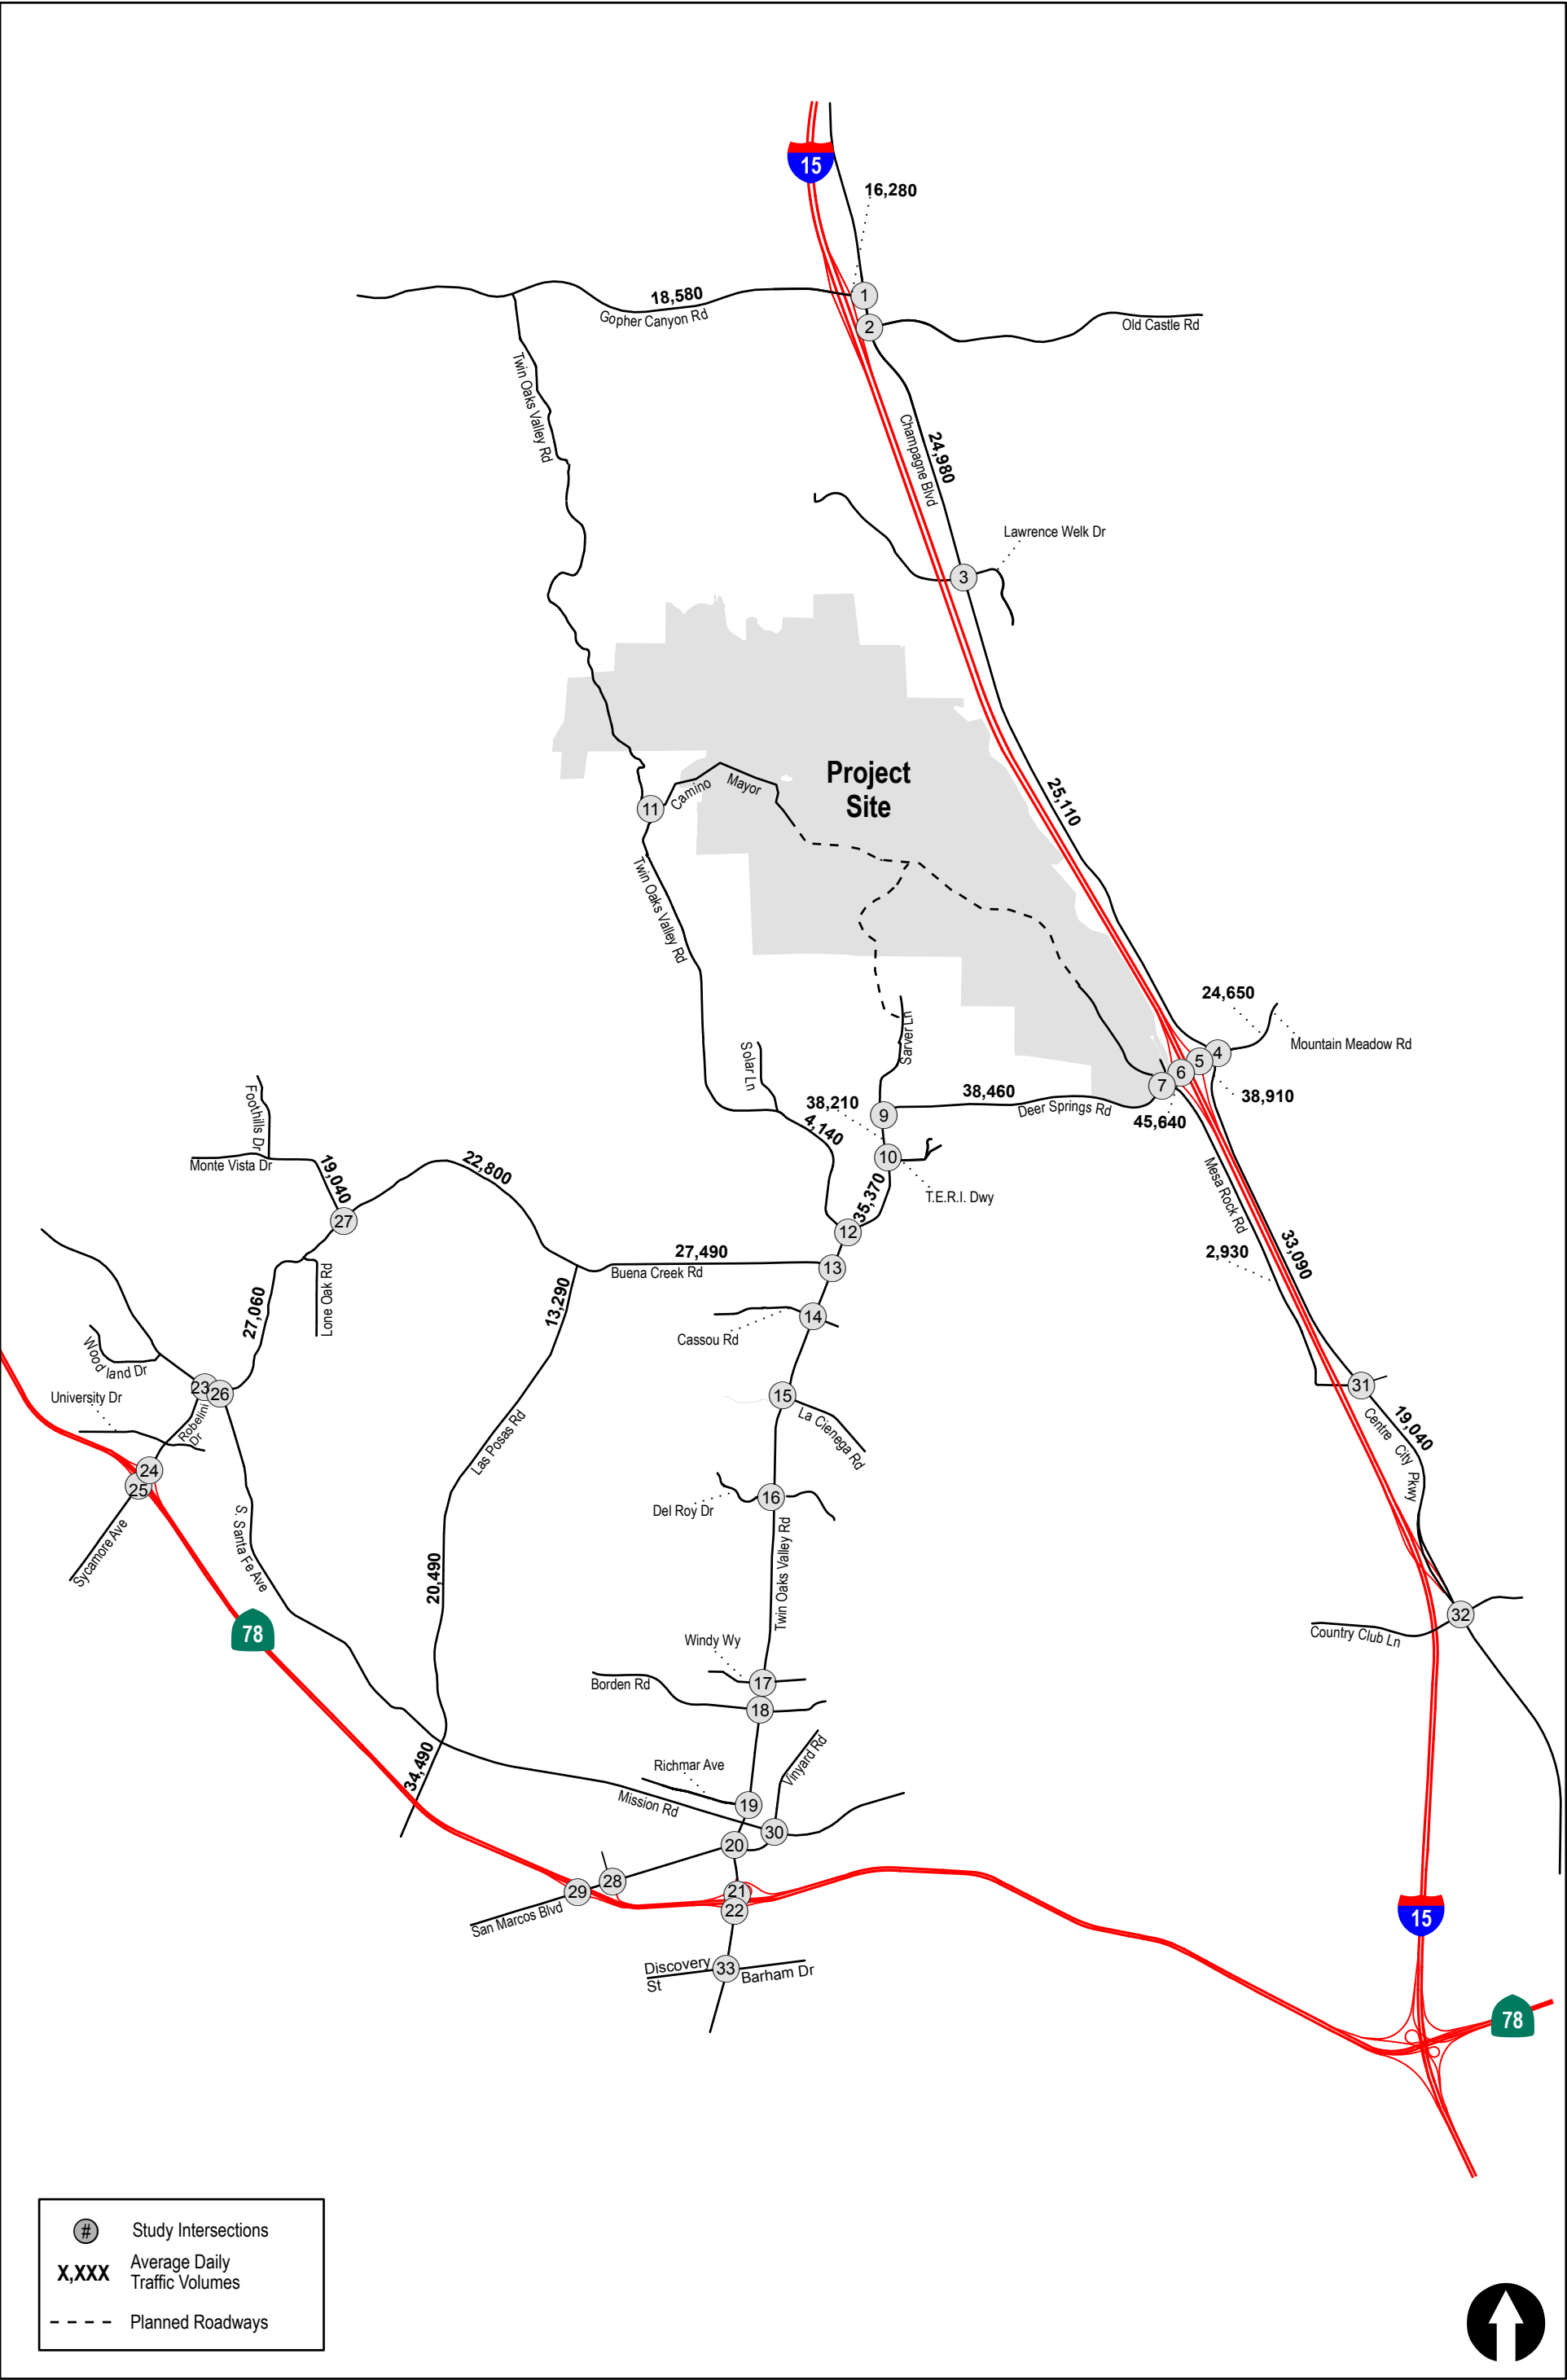 15
16,280
1
18,580
Gopher Canyon Rd
2
Old Castle Rd
Twin Oaks Valley Rd
Champagne Blvd
24,980
Lawrence Welk Dr
3
Project
Site
Camino Mayor
11
25,110
Twin Oaks Valley Rd
24,650
Mountain Meadow Rd
4
5
6
7
38,910
45,640
Solar Ln
Sarver Ln
38,460
Deer Springs Rd
38,210
9
4,140
10
T.E.R.I. Dwy
35,370
12
Foothills Dr
Monte Vista Dr
19,040
22,800
27
Mesa Rock Rd
2,930
33,090
27,490
Buena Creek Rd
13
13,290
Lone Oak Rd
27,060
14
Cassou Rd
Wood land Dr
University Dr
23
26
Robelini
Dr
15
La Cienega Rd
31
Centre City Pkwy
19,040
Las Posas Rd
24
25
Sycamore Ave
S. Santa Fe Ave
Del Roy Dr
16
20,490
Twin Oaks Valley Rd
78
32
Country Club Ln
Windy Wy
17
Borden Rd
18
34,490
Richmar Ave
Vinyard Rd
Mission Rd
19
30
20
28
29
21
22
San Marcos Blvd
15
Discovery
St
33
Barham Dr
78
# Study Intersections
X,XXX Average Daily
Traffic Volumes
Planned Roadways